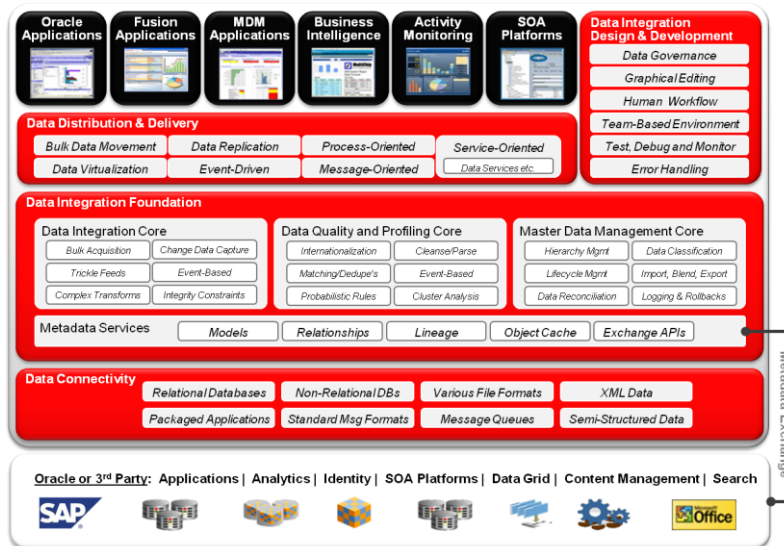 Oracle Applications
Fusion Applications
MDM Applications
Business Intelligence
Activity Monitoring
SOA Platforms
Data Integration Design & Development
Data Governance
Graphical Editing
Human Workflow
Team-Based Environment
Test, Debug and Monitor
Error Handling
Data Distribution & Delivery
Bulk Data Movement
Data Replication
Process-Oriented
Service-Oriented
Data Virtualization
Event-Driven
Message-Oriented
Data Services etc.
Data Integration Foundation
Data Integration Core
Bulk Acquisition
Change Data Capture
Trickle Feeds
Event-Based
Complex Transforms
Integrity Constraints
Data Quality and Profiling Core
Internationalization
Cleanse/Parse
Matching/Dedupe's
Event-Based
Probabilistic Rules
Cluster Analysis
Master Data Management Core
Hierarchy Mgmt
Data Classification
Lifecycle Mgmt
Import, Blend, Export
Data Reconciliation
Logging & Rollbacks
Metadata Services
Models
Relationships
Lineage
Object Cache
Exchange APIs
Metadata Exchange
Data Connectivity
Relational Databases
Non-Relational DBs
Various File Formats
XML Data
Packaged Applications
Standard Msg Formats
Message Queues
Semi-Structured Data
Oracle or 3rd Party: Applications | Analytics | Identity | SOA Platforms | Data Grid | Content Management | Search
SAP
Microsoft
Office